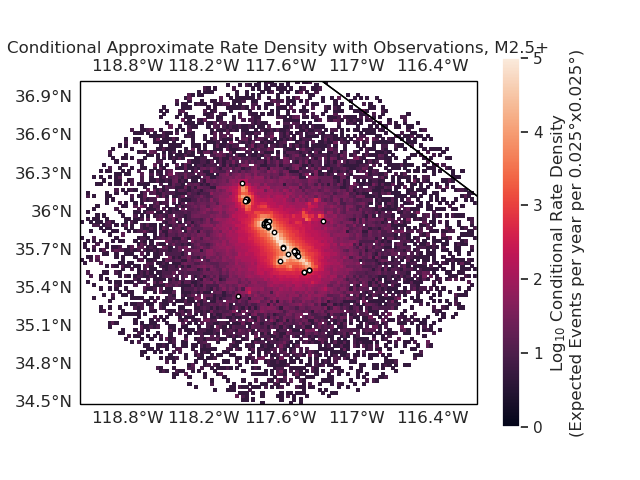 Conditional Approximate Rate Density with Observations, M2.5+
118.8°W 118.2°W 117.6°W 117°W 116.4°W
36.9°N
36.6°N
36.3°N
36°N
35.7°N
35.4°N
35.1°N
34.8°N
34.5°N
118.8°W 118.2°W 117.6°W 117°W 116.4°W
5
4
3
2
1
0
Log₁₀ Conditional Rate Density
(Expected Events per year per 0.025°x0.025°)